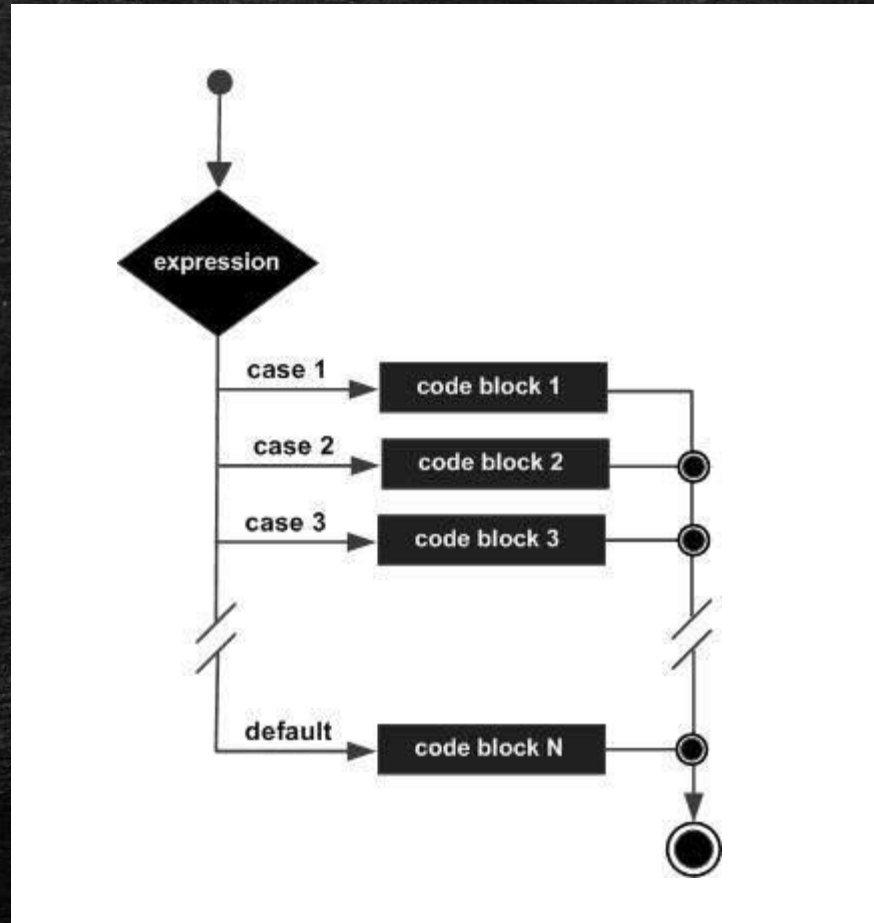 expression
case 1
code block 1
case 2
code block 2
case 3
code block 3
default
code block N